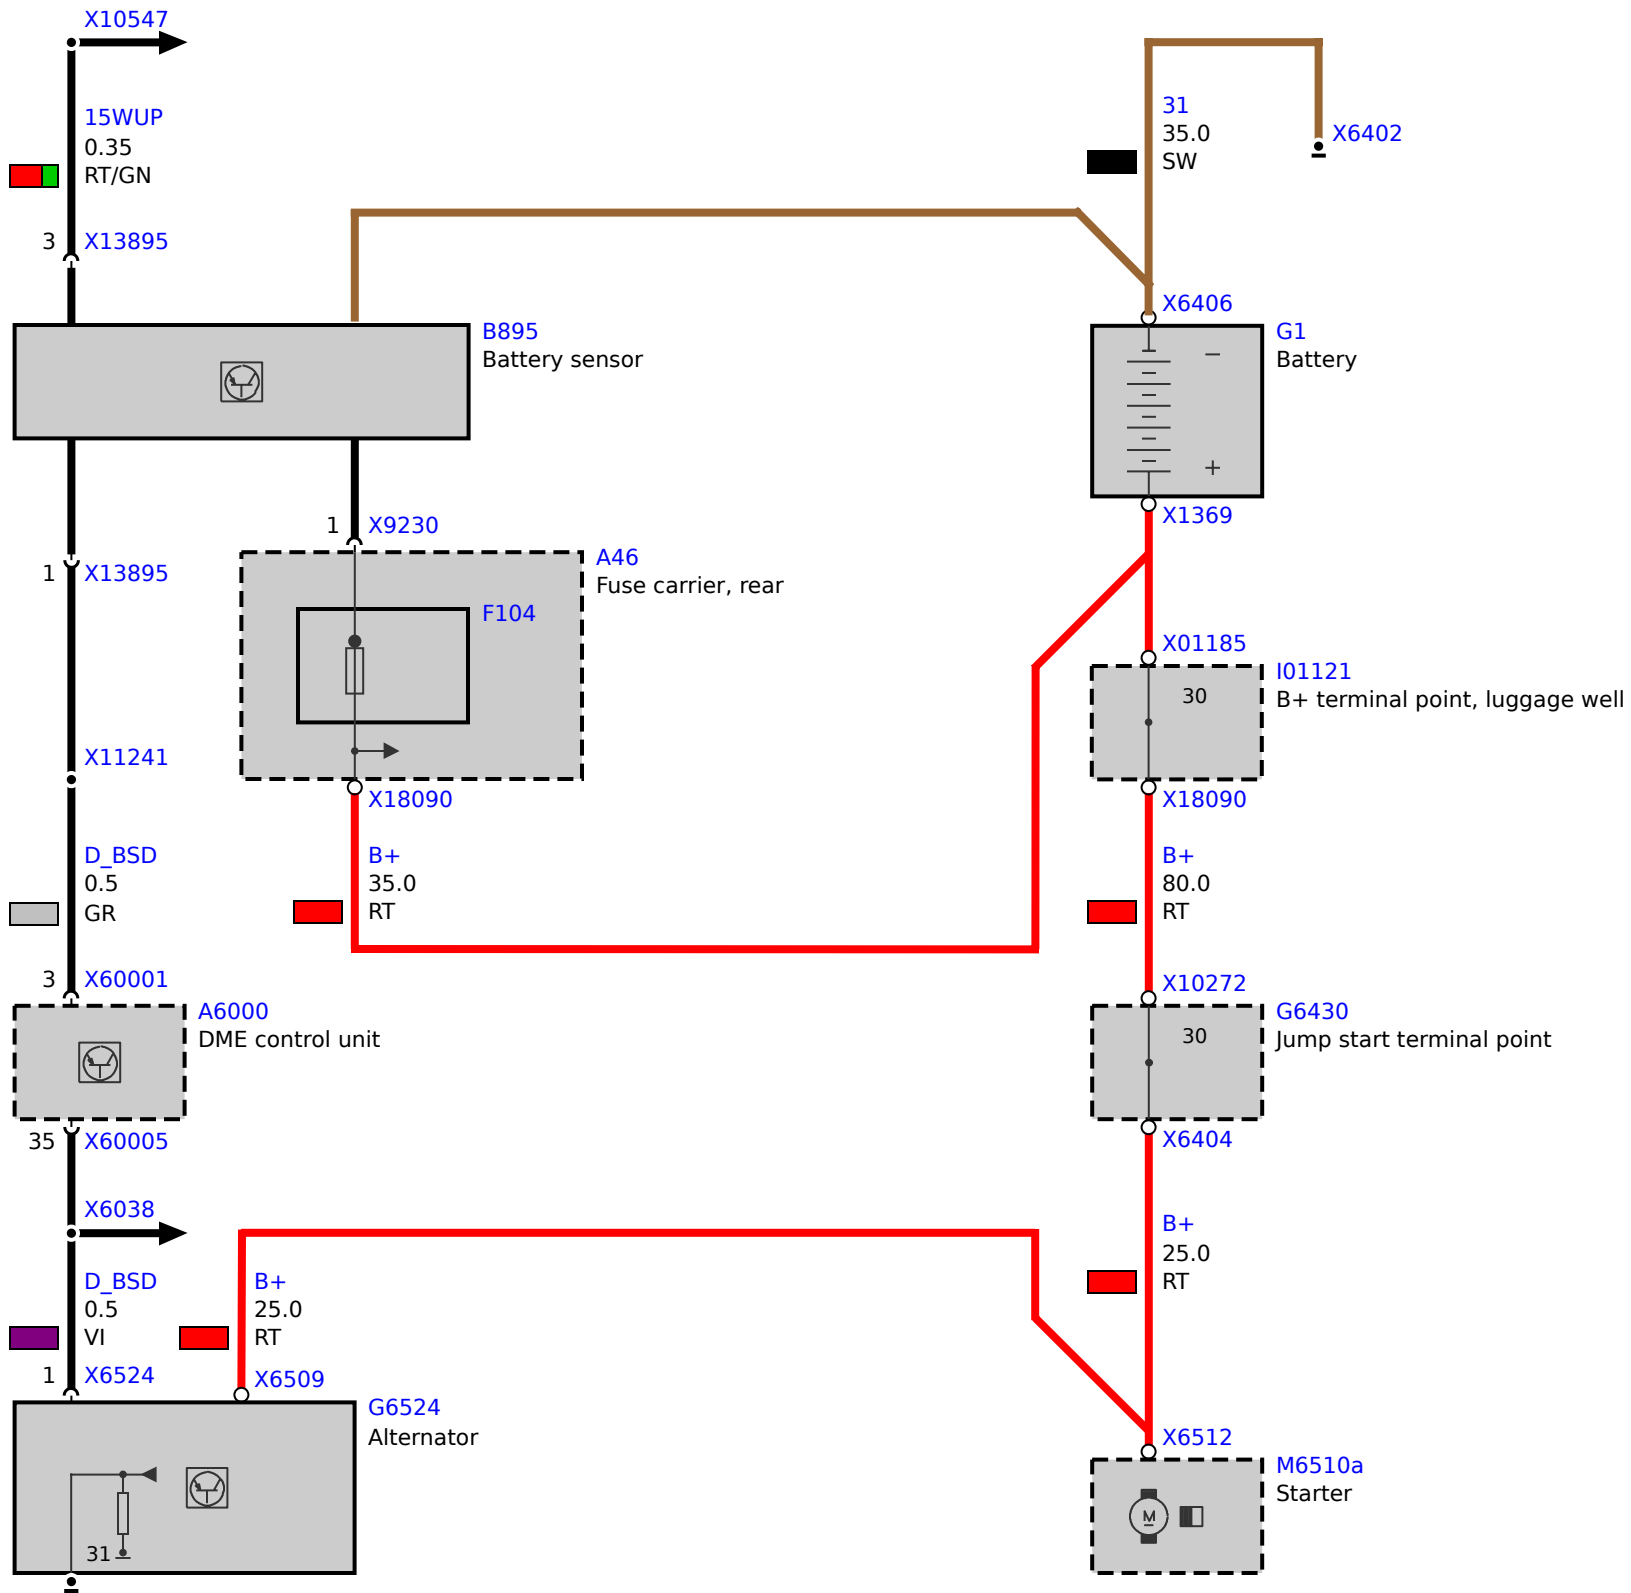 X10547
15WUP
0.35
RT/GN
3 X13895
31
35.0
SW
X6402
X6406
B895
Battery sensor
G1
Battery
−
+
X1369
1 X9230
1 X13895
A46
Fuse carrier, rear
F104
X01185
I01121
B+ terminal point, luggage well
30
X11241
X18090
X18090
D_BSD
0.5
GR
B+
35.0
RT
B+
80.0
RT
3 X60001
X10272
A6000
DME control unit
G6430
Jump start terminal point
30
35 X60005
X6404
X6038
B+
25.0
RT
D_BSD
0.5
VI
B+
25.0
RT
1 X6524
X6509
G6524
Alternator
X6512
M6510a
Starter
M
31